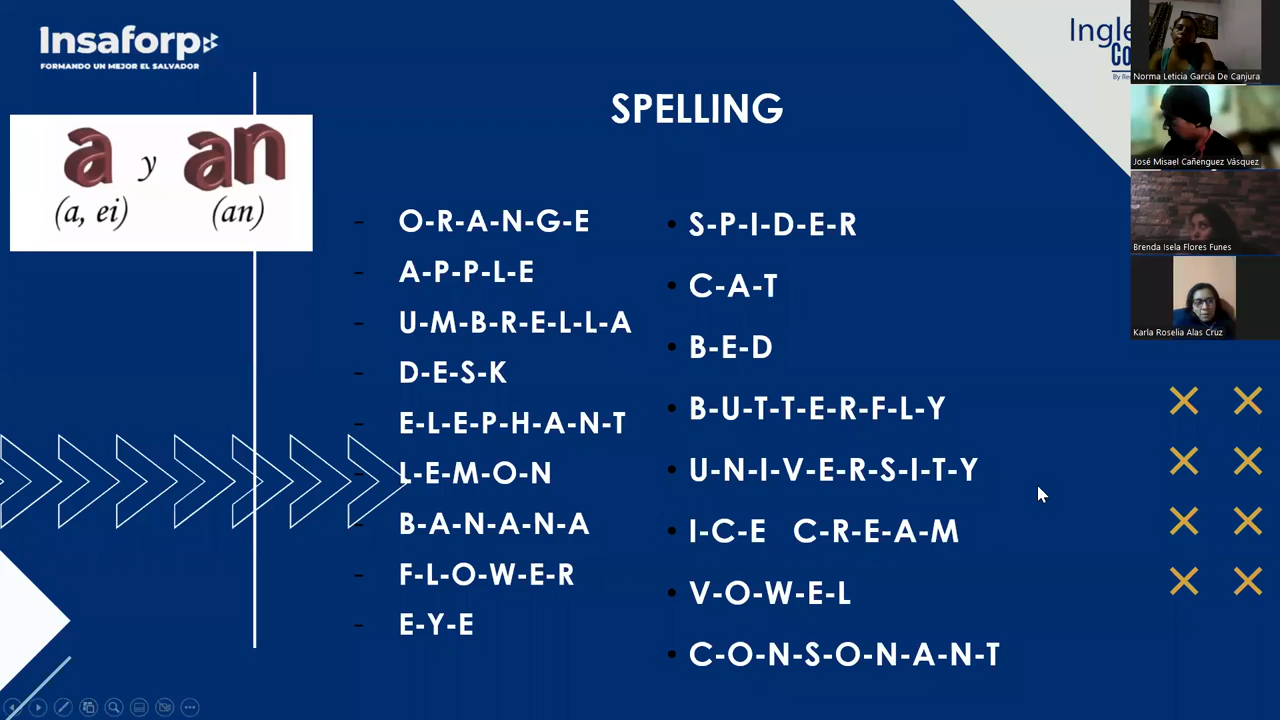 Insaforp
FORMANDO UN MEJOR EL SALVADOR
a y an
(a, ei) (an)
SPELLING
- O-R-A-N-G-E
- A-P-P-L-E
- U-M-B-R-E-L-L-A
- D-E-S-K
- E-L-E-P-H-A-N-T
- L-E-M-O-N
- B-A-N-A-N-A
- F-L-O-W-E-R
- E-Y-E
• S-P-I-D-E-R
• C-A-T
• B-E-D
• B-U-T-T-E-R-F-L-Y
• U-N-I-V-E-R-S-I-T-Y
• I-C-E C-R-E-A-M
• V-O-W-E-L
• C-O-N-S-O-N-A-N-T
Norma Leticia García De Canjura
José Misael Cañenguez Vásquez
Brenda Isela Flores Funes
Karla Roselia Alas Cruz